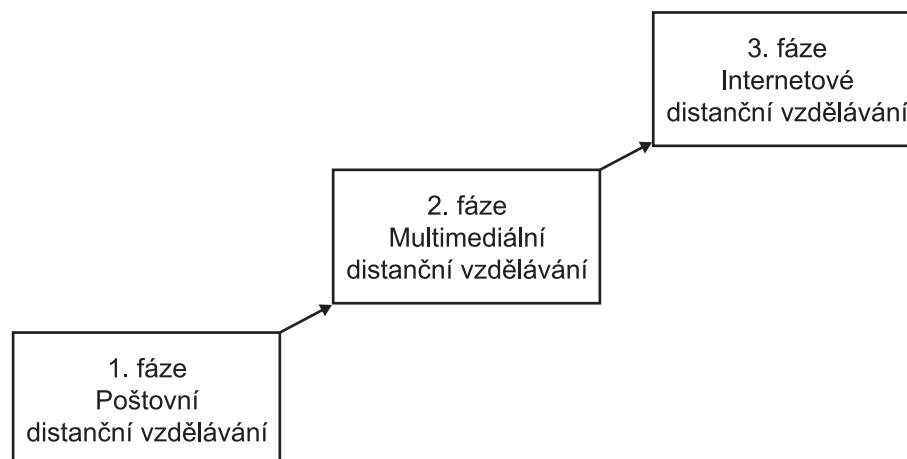 3. fáze
Internetové
distanční vzdělávání
2. fáze
Multimediální
distanční vzdělávání
1. fáze
Poštovní
distanční vzdělávání